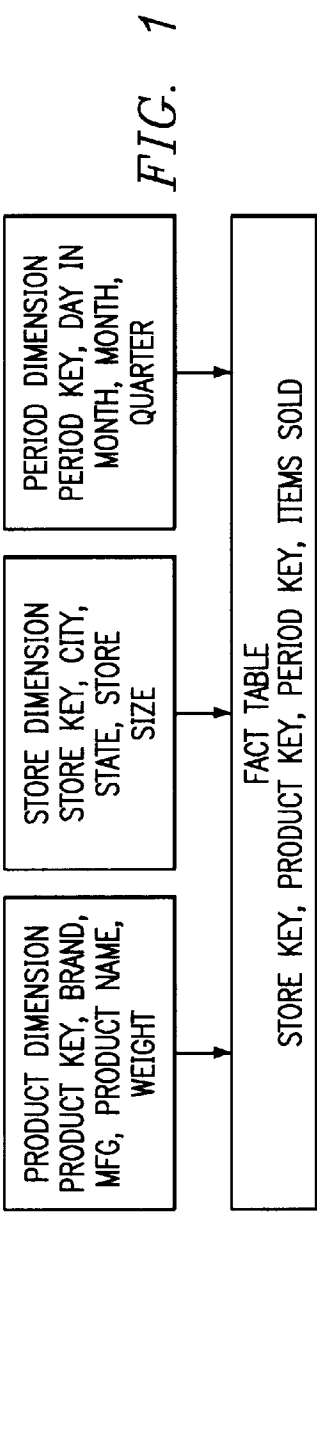 PRODUCT DIMENSION
PRODUCT KEY, BRAND,
MFG, PRODUCT NAME,
WEIGHT
STORE DIMENSION
STORE KEY, CITY,
STATE, STORE
SIZE
PERIOD DIMENSION
PERIOD KEY, DAY IN
MONTH, MONTH,
QUARTER
FACT TABLE
STORE KEY, PRODUCT KEY, PERIOD KEY, ITEMS SOLD
FIG. 1